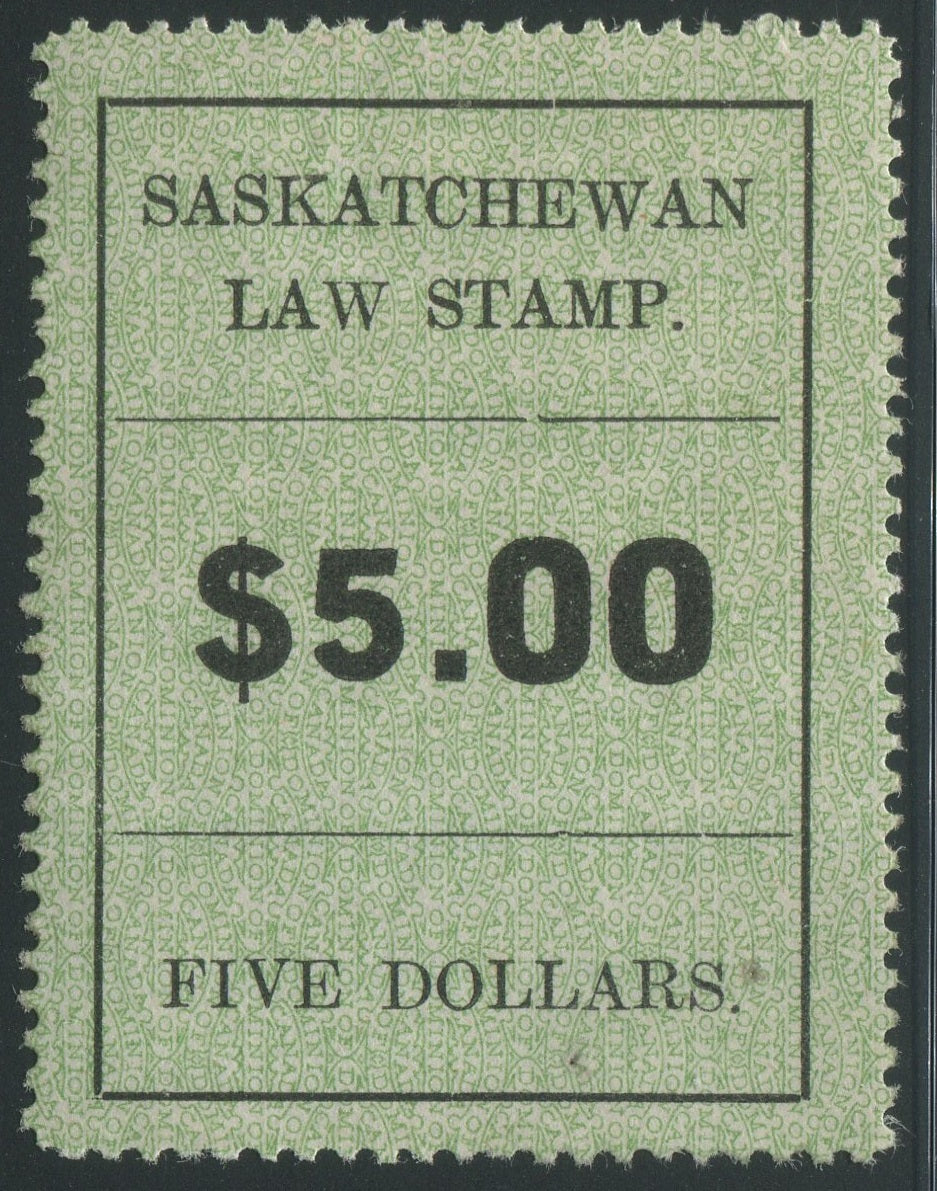 SASKATCHEWAN
LAW STAMP.
$5.00
FIVE DOLLARS.